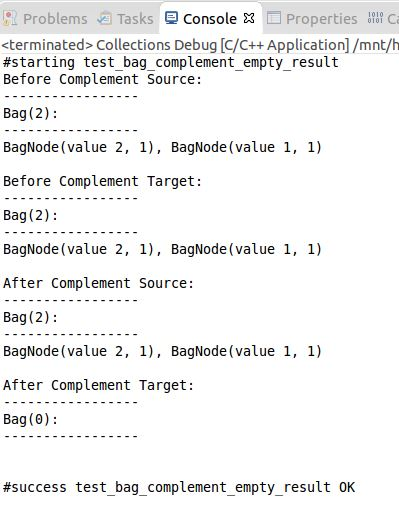 Problems Tasks Console Properties Ca
<terminated> Collections Debug [C/C++ Application] /mnt/h
#starting test_bag_complement_empty_result
Before Complement Source:
-----------------
Bag(2):
-----------------
BagNode(value 2, 1), BagNode(value 1, 1)

Before Complement Target:
-----------------
Bag(2):
-----------------
BagNode(value 2, 1), BagNode(value 1, 1)

After Complement Source:
-----------------
Bag(2):
-----------------
BagNode(value 2, 1), BagNode(value 1, 1)

After Complement Target:
-----------------
Bag(0):
-----------------

#success test_bag_complement_empty_result OK